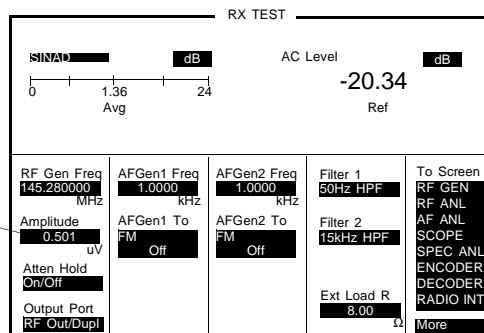 RX TEST
SINAD
dB
AC Level
dB
-20.34
0 1.36 24
Avg
Ref
RF Gen Freq
145.280000
MHz
Amplitude
0.501
uV
Atten Hold
On/Off
Output Port
RF Out/Dupl
AFGen1 Freq
1.0000
kHz
AFGen1 To
FM
Off
AFGen2 Freq
1.0000
kHz
AFGen2 To
FM
Off
Filter 1
50Hz HPF
Filter 2
15kHz HPF
Ext Load R
8.00
Ω
To Screen
RF GEN
RF ANL
AF ANL
SCOPE
SPEC ANL
ENCODER
DECODER
RADIO INT
More